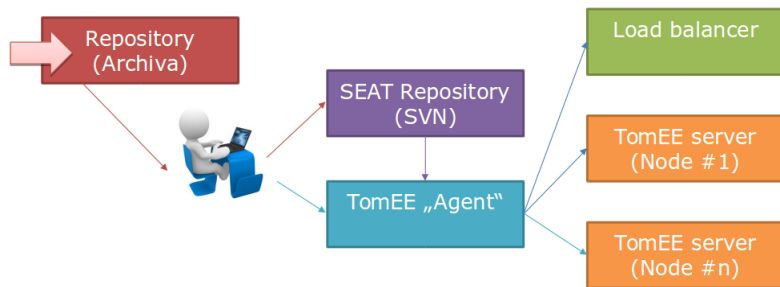 Repository
(Archiva)
Load balancer
SEAT Repository
(SVN)
TomEE server
(Node #1)
TomEE „Agent“
TomEE server
(Node #n)